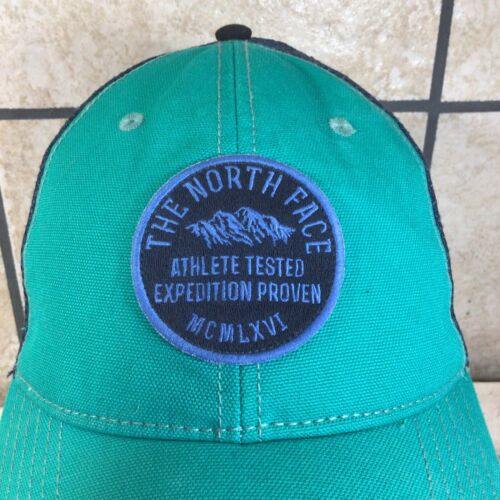 THE NORTH FACE
ATHLETE TESTED
EXPEDITION PROVEN
MCMLXVI